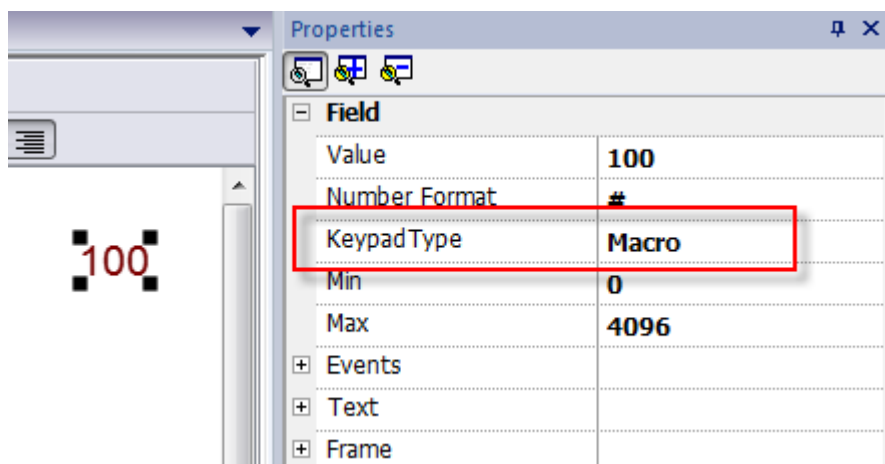 Properties
Field
Value 100
Number Format #
KeypadType Macro
100
Min 0
Max 4096
Events
Text
Frame